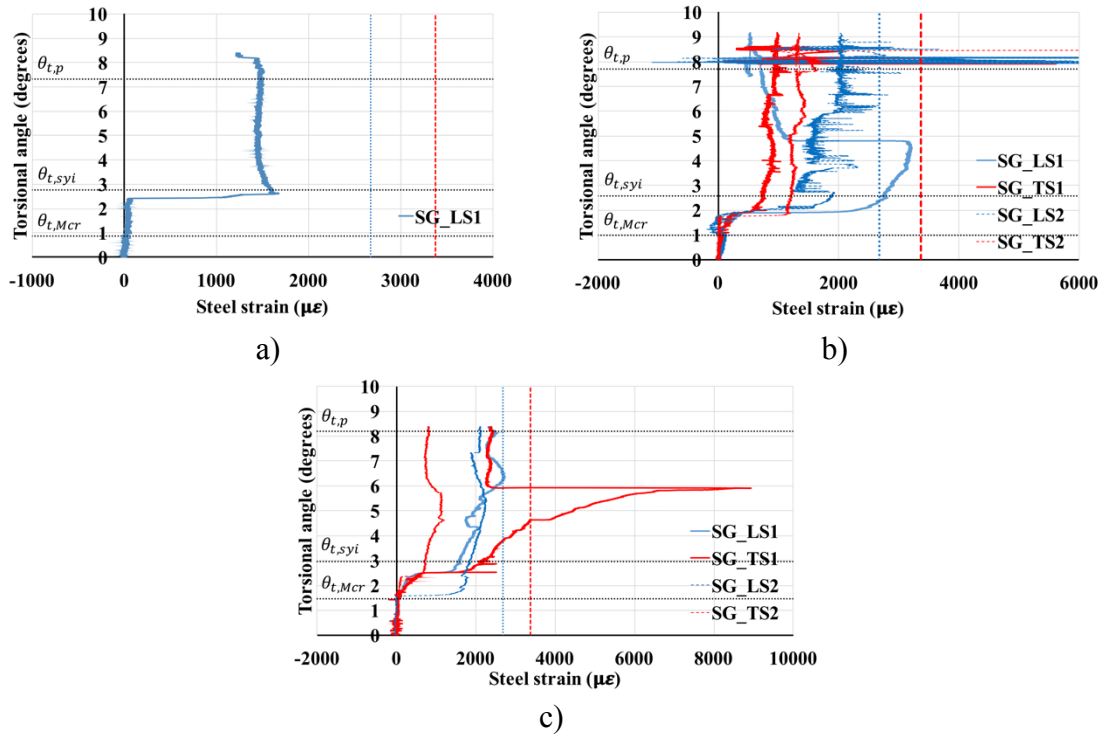 10
9
8
7
6
5
4
3
2
1
0
Torsional angle (degrees)
θt,p
θt,syi
θt,Mcr
SG_LS1
-1000 0 1000 2000 3000 4000
Steel strain (με)
a)
10
9
8
7
6
5
4
3
2
1
0
Torsional angle (degrees)
θt,p
θt,syi
θt,Mcr
SG_LS1
SG_TS1
SG_LS2
SG_TS2
-2000 0 2000 4000 6000
Steel strain (με)
b)
10
9
8
7
6
5
4
3
2
1
0
Torsional angle (degrees)
θt,p
θt,syi
θt,Mcr
SG_LS1
SG_TS1
SG_LS2
SG_TS2
-2000 0 2000 4000 6000 8000 10000
Steel strain (με)
c)